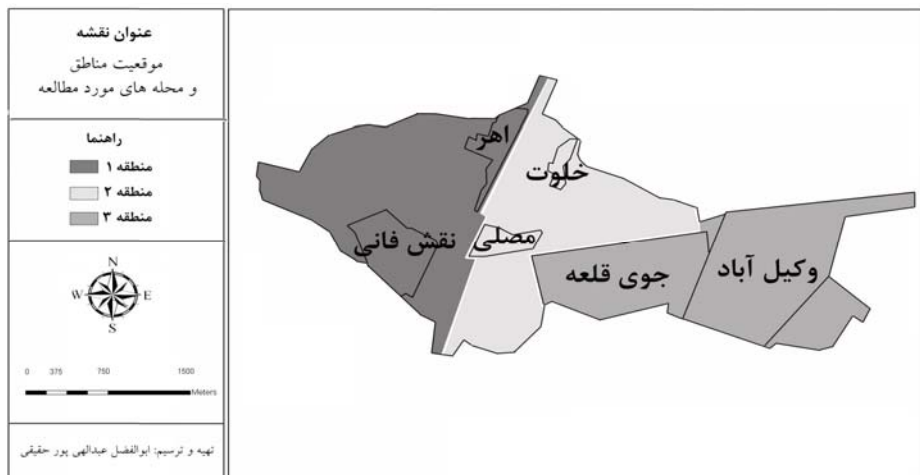 عنوان نقشه
موقعیت مناطق
و محله های مورد مطالعه
راهنما
منطقه ۱
منطقه ۲
منطقه ۳
N
W E
S
0 375 750 1500
Meters
تهیه و ترسیم: ابوالفضل عبدالهی پور حقیقی
اهر
خلوت
نقش فانی
مصلی
جوی قلعه
وکیل آباد